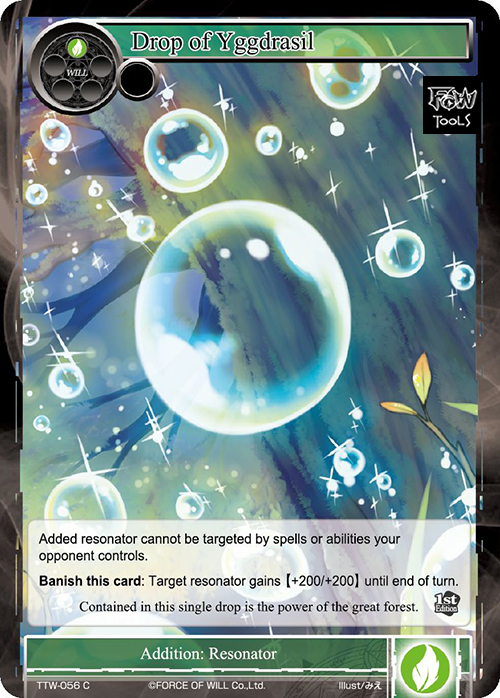 Drop of Yggdrasil
WILL
FOW
TOOLS
Added resonator cannot be targeted by spells or abilities your
opponent controls.
Banish this card: Target resonator gains 【+200/+200】 until end of turn.
Contained in this single drop is the power of the great forest.
1st
Edition
Addition: Resonator
TTW-056 C
©FORCE OF WILL Co.,Ltd.
Illust/みえ